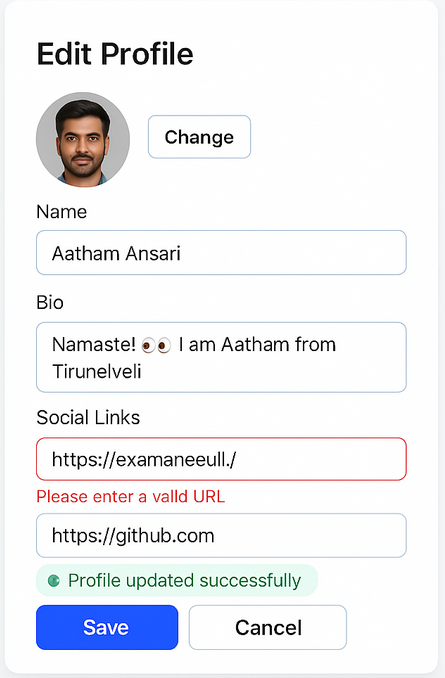 Edit Profile
Change
Name
Aatham Ansari
Bio
Namaste! 👀 I am Aatham from
Tirunelveli
Social Links
https://examaneeull./
Please enter a valld URL
https://github.com
Profile updated successfully
Save
Cancel